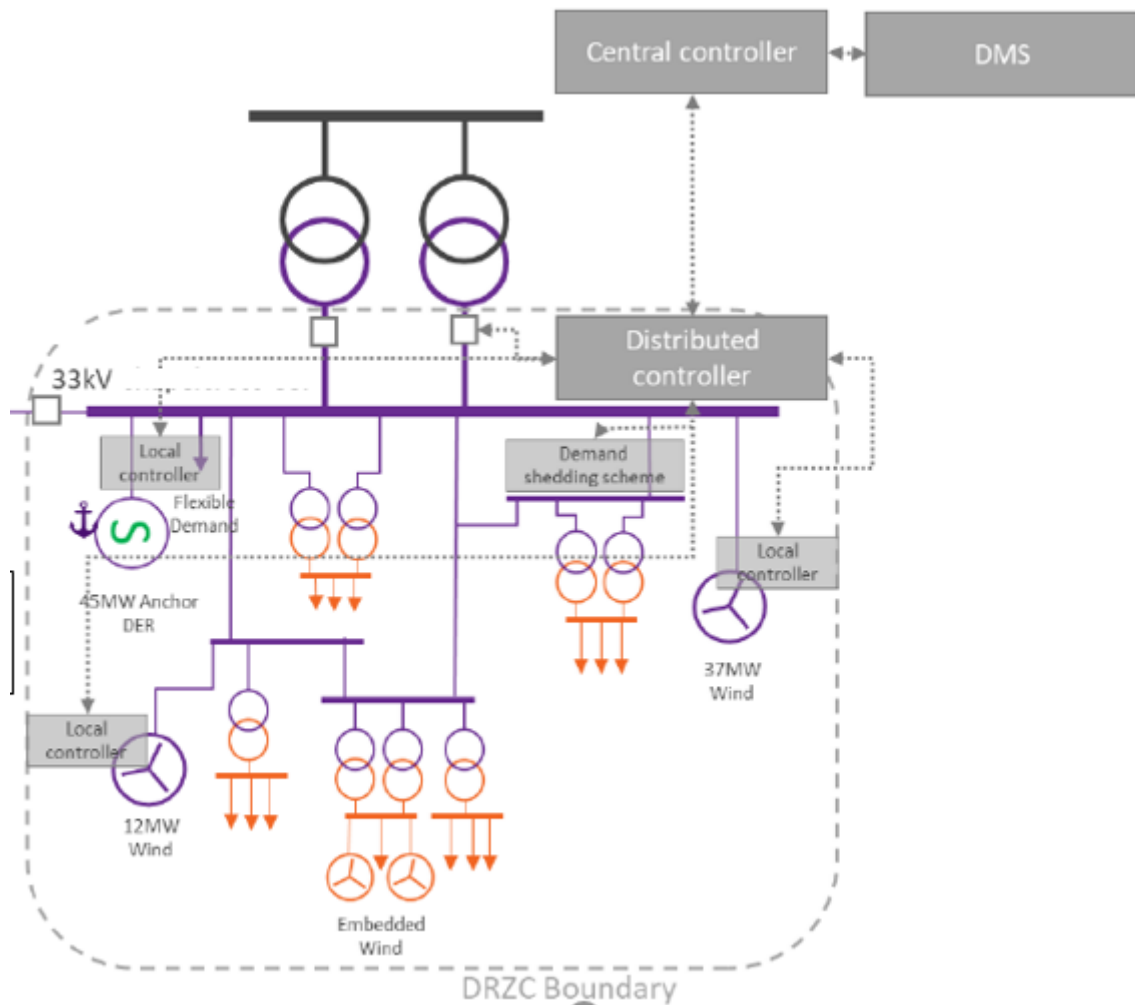 Central controller
DMS
Distributed
controller
33kV
Local
controller
Flexible
Demand
Demand
shedding scheme
Local
controller
45MW Anchor
DER
37MW
Wind
Local
controller
12MW
Wind
Embedded
Wind
DRZC Boundary